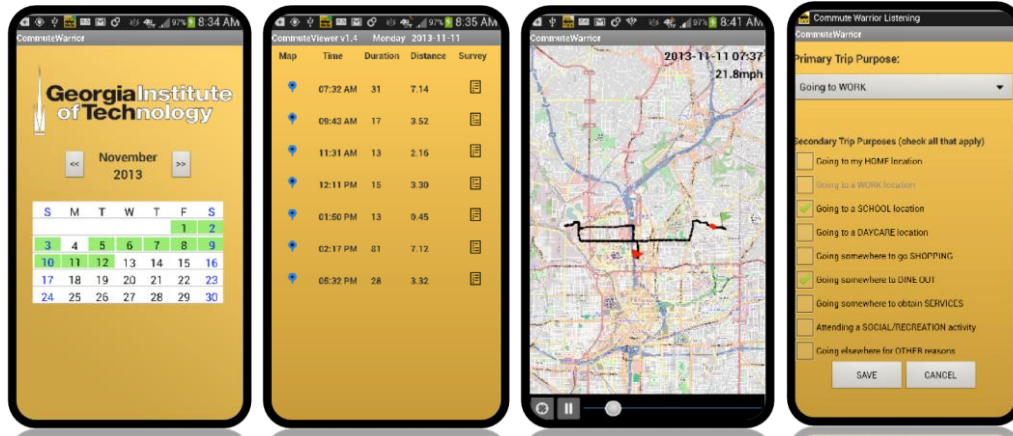 97% 8:34 AM
CommuteWarrior
Georgia Institute
of Technology
<< November >>
2013
S M T W T F S
1 2
3 4 5 6 7 8 9
10 11 12 13 14 15 16
17 18 19 20 21 22 23
24 25 26 27 28 29 30
97% 8:35 AM
CommuteViewer v1.4 Monday 2013-11-11
Map Time Duration Distance Survey
07:32 AM 31 7.14
09:43 AM 17 3.52
11:31 AM 13 2.16
12:11 PM 15 3.30
01:50 PM 13 0.45
02:17 PM 81 7.12
05:32 PM 28 3.32
97% 8:41 AM
CommuteWarrior
2013-11-11 07:37
21.8mph
Commute Warrior Listening
CommuteWarrior
Primary Trip Purpose:
Going to WORK
Secondary Trip Purposes (check all that apply)
Going to my HOME location
Going to a WORK location
Going to a SCHOOL location
Going to a DAYCARE location
Going somewhere to go SHOPPING
Going somewhere to DINE OUT
Going somewhere to obtain SERVICES
Attending a SOCIAL/RECREATION activity
Going elsewhere for OTHER reasons
SAVE CANCEL